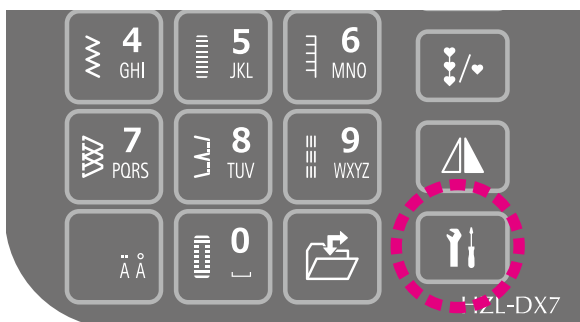 4 5 6
GHI JKL MNO
/
7 8 9
PQRS TUV WXYZ
Ä Å 0
HZL-DX7